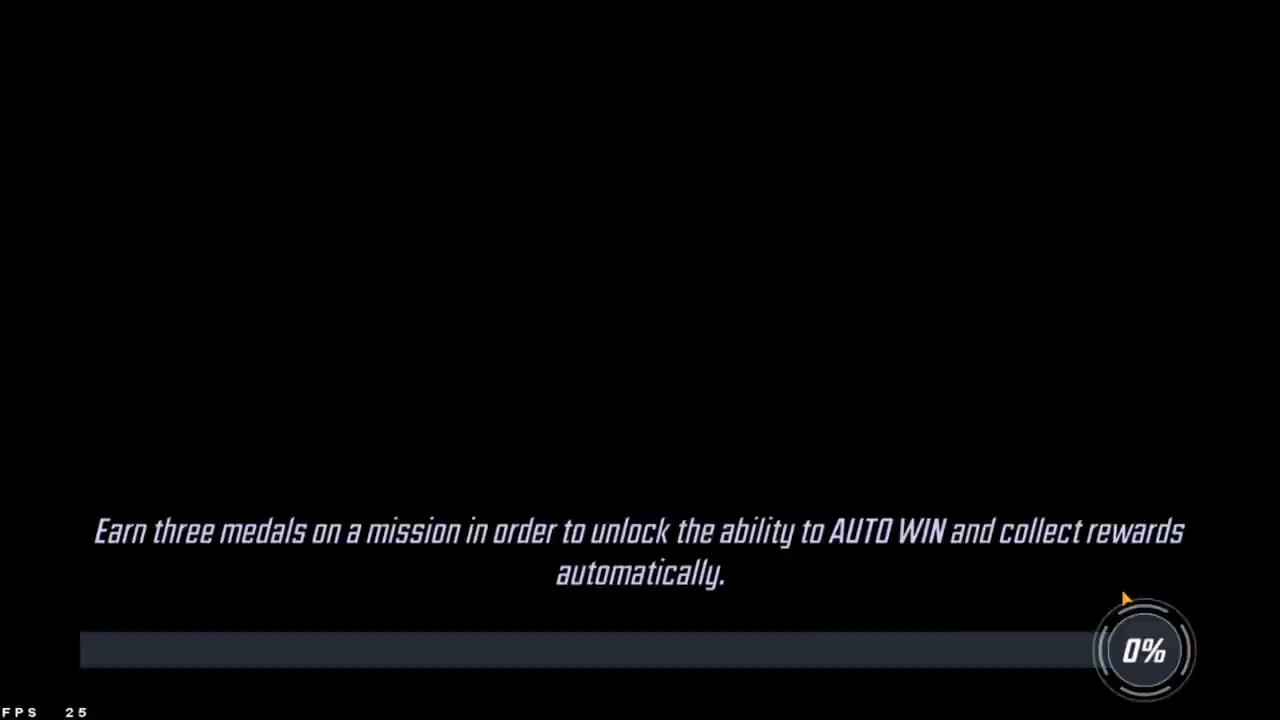 Earn three medals on a mission in order to unlock the ability to AUTO WIN and collect rewards
automatically.
0%
FPS 25